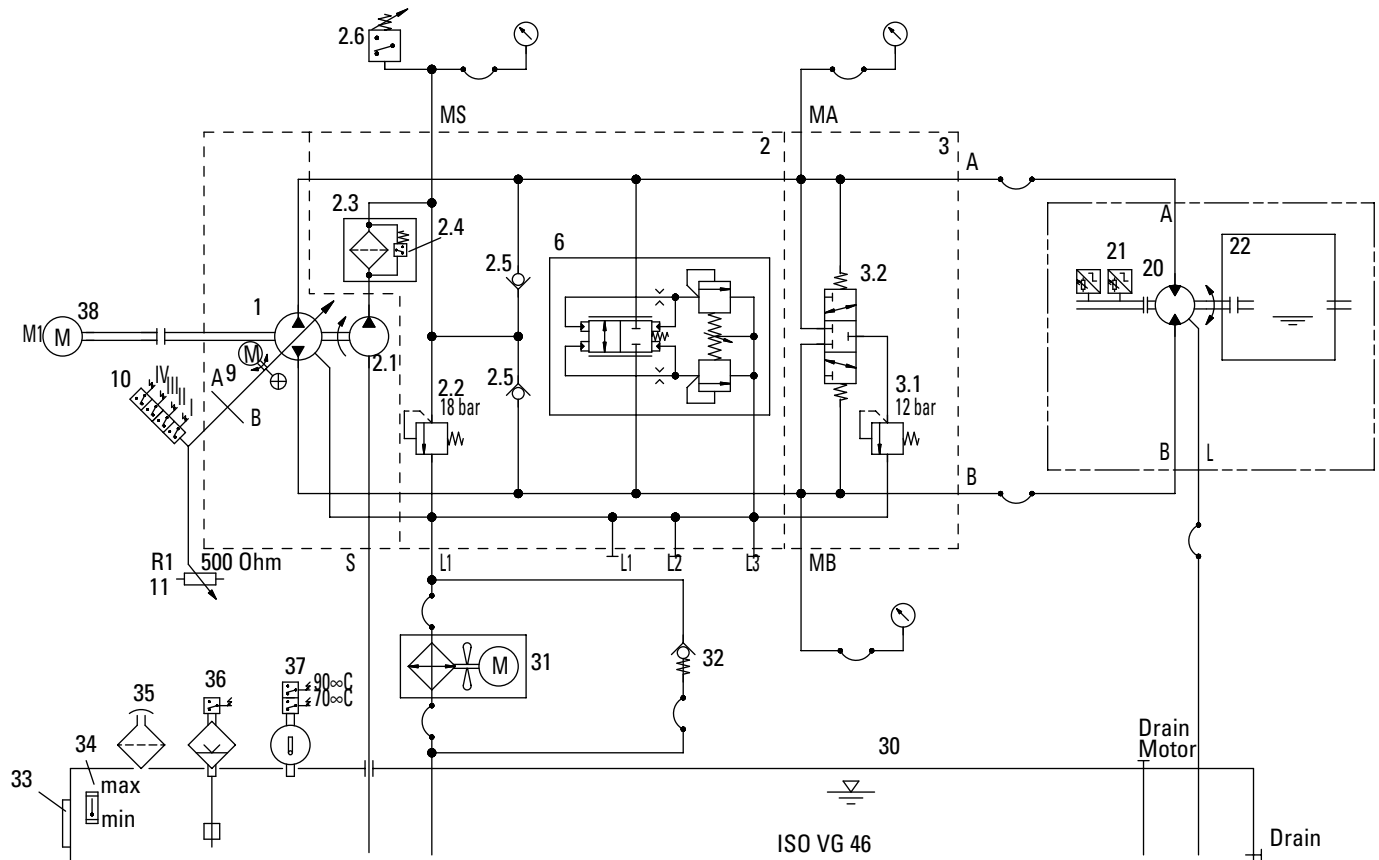 2.6
MS
MA
2
3
A
2.3
2.4
6
A
2.5
3.2
21
20
22
38
1
M1
M
M
2.1
9
A
B
10
IV
III
II
I
2.5
2.2
18 bar
3.1
12 bar
B
B
L
R1
500 Ohm
11
S
L1
L1
L2
L3
MB
31
M
32
37
90∞C
70∞C
36
35
34
33
max
min
30
Drain
Motor
ISO VG 46
Drain